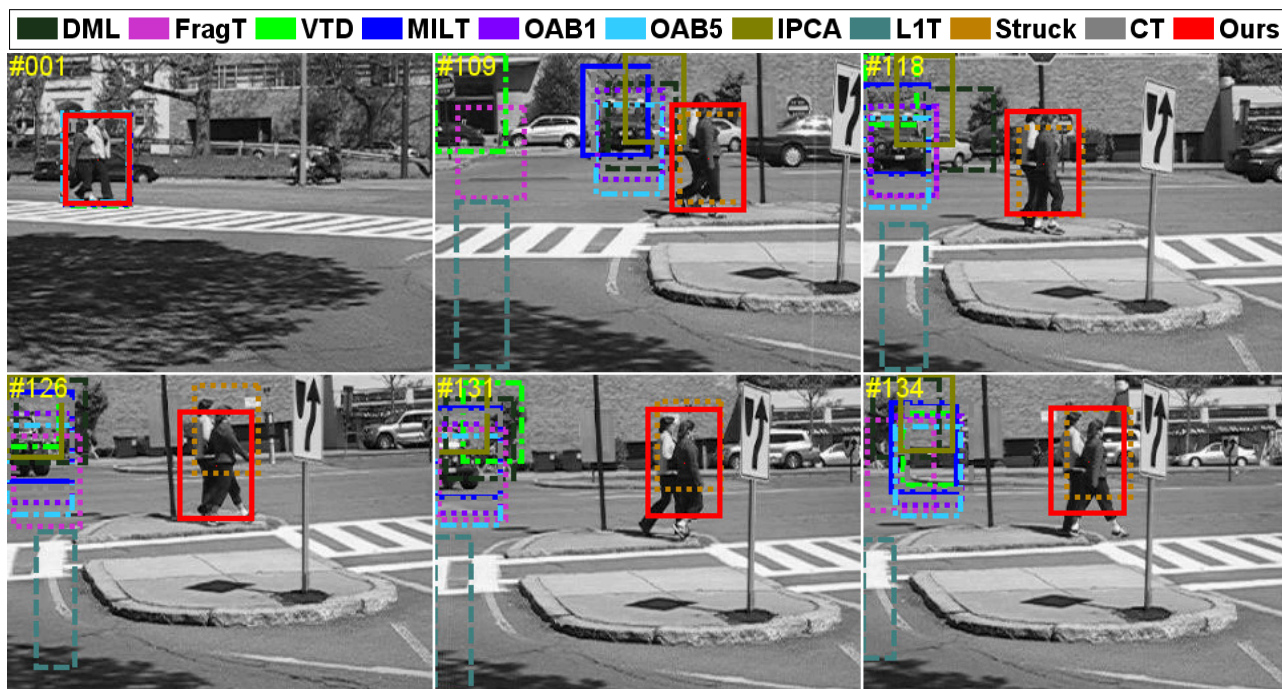 DML FragT VTD MILT OAB1 OAB5 IPCA L1T Struck CT Ours
#001 #109 #118
#126 #131 #134